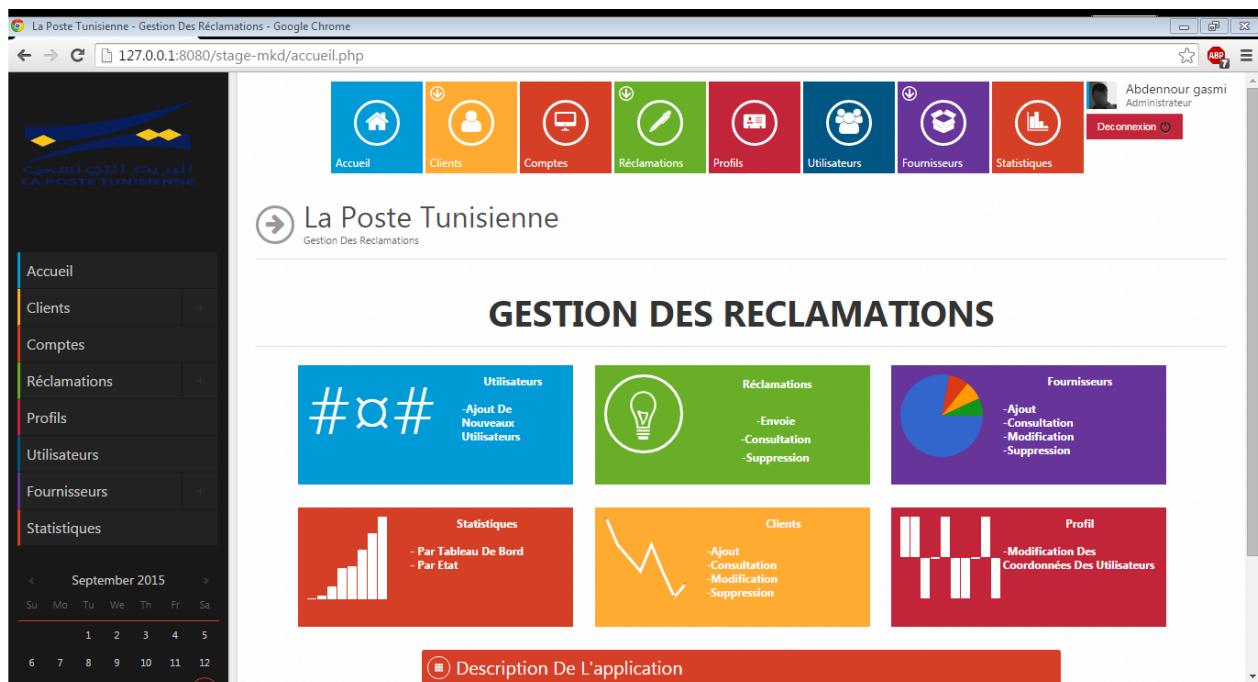 La Poste Tunisienne - Gestion Des Réclamations - Google Chrome
127.0.0.1:8080/stage-mkd/accueil.php
ABP
7
البريد التونسي
LA POSTE TUNISIENNE
Accueil
Clients
Comptes
Réclamations
Profils
Utilisateurs
Fournisseurs
Statistiques
Abdennour gasmi
Administrateur
Deconnexion
La Poste Tunisienne
Gestion Des Reclamations
Accueil
Clients
Comptes
Réclamations
Profils
Utilisateurs
Fournisseurs
Statistiques
September 2015
Su Mo Tu We Th Fr Sa
1 2 3 4 5
6 7 8 9 10 11 12
GESTION DES RECLAMATIONS
#¤#
Utilisateurs
-Ajout De
Nouveaux
Utilisateurs
Réclamations
-Envoie
-Consultation
-Suppression
Fournisseurs
-Ajout
-Consultation
-Modification
-Suppression
Statistiques
- Par Tableau De Bord
- Par Etat
Clients
-Ajout
-Consultation
-Modification
-Suppression
Profil
-Modification Des
Coordonnées Des Utilisateurs
Description De L'application